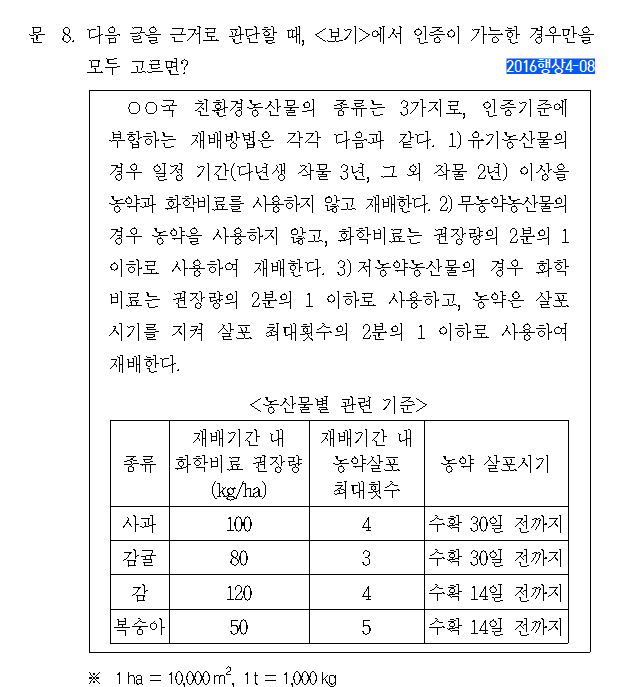 문 8. 다음 글을 근거로 판단할 때, <보기>에서 인증이 가능한 경우만을
모두 고르면?
2016행상4-08
○○국 친환경농산물의 종류는 3가지로, 인증기준에
부합하는 재배방법은 각각 다음과 같다. 1) 유기농산물의
경우 일정 기간(다년생 작물 3년, 그 외 작물 2년) 이상을
농약과 화학비료를 사용하지 않고 재배한다. 2) 무농약농산물의
경우 농약을 사용하지 않고, 화학비료는 권장량의 2분의 1
이하로 사용하여 재배한다. 3) 저농약농산물의 경우 화학
비료는 권장량의 2분의 1 이하로 사용하고, 농약은 살포
시기를 지켜 살포 최대횟수의 2분의 1 이하로 사용하여
재배한다.
<농산물별 관련 기준>
종류 재배기간 내 화학비료 권장량 (kg/ha) 재배기간 내 농약살포 최대횟수 농약 살포시기
사과 100 4 수확 30일 전까지
감귤 80 3 수확 30일 전까지
감 120 4 수확 14일 전까지
복숭아 50 5 수확 14일 전까지
※ 1 ha = 10,000 m², 1 t = 1,000 kg